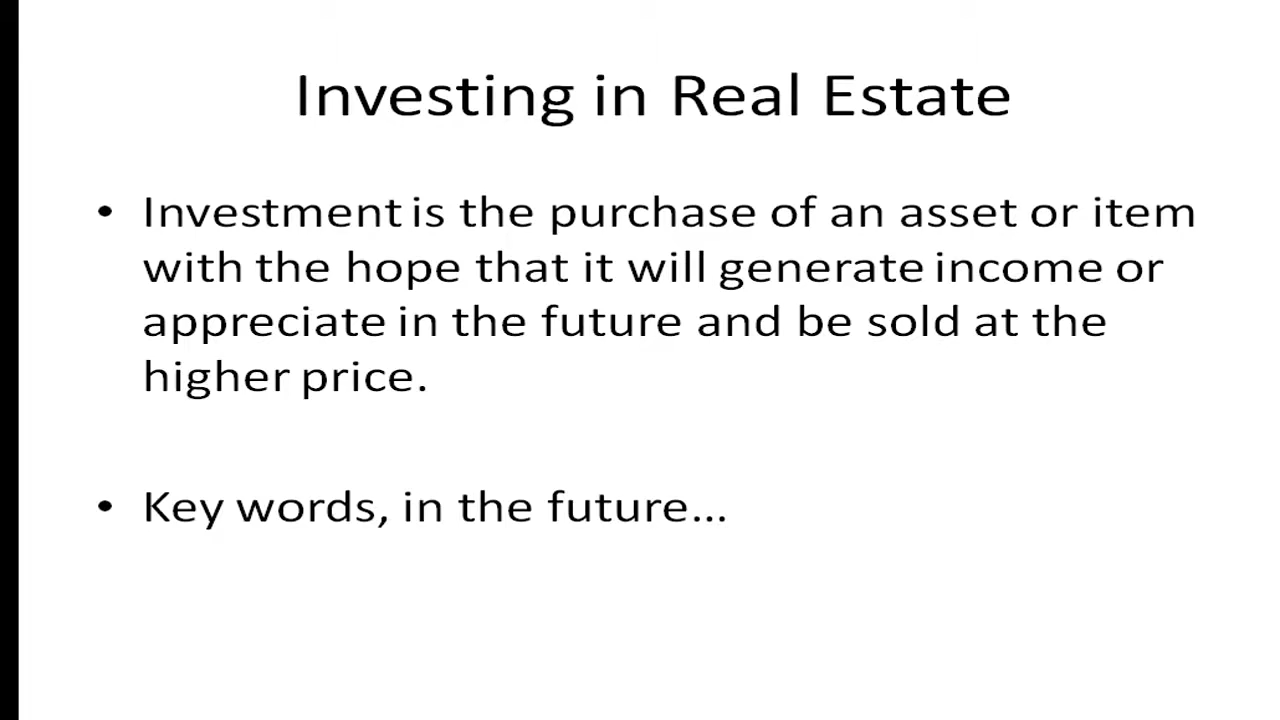 Investing in Real Estate
• Investment is the purchase of an asset or item
with the hope that it will generate income or
appreciate in the future and be sold at the
higher price.
• Key words, in the future...